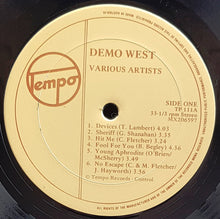 DEMO WEST
VARIOUS ARTISTS
Tempo
SIDE ONE
TP 111A
33-1/3 rpm Stereo
MX206597
1) Devices (T. Lambert) 4.03
2) Sheriff (G. Shanahan) 3.35
3) Hit Me (C. Fletcher) 3.20
4) Fool For You (B. Begley) 4.36
5) Young Aphrodite (O'Brien/
McSherry) 3.49
6) No Escape (C. & M. Fletcher/
J. Hayworth) 4.56
© Tempo Records - Control